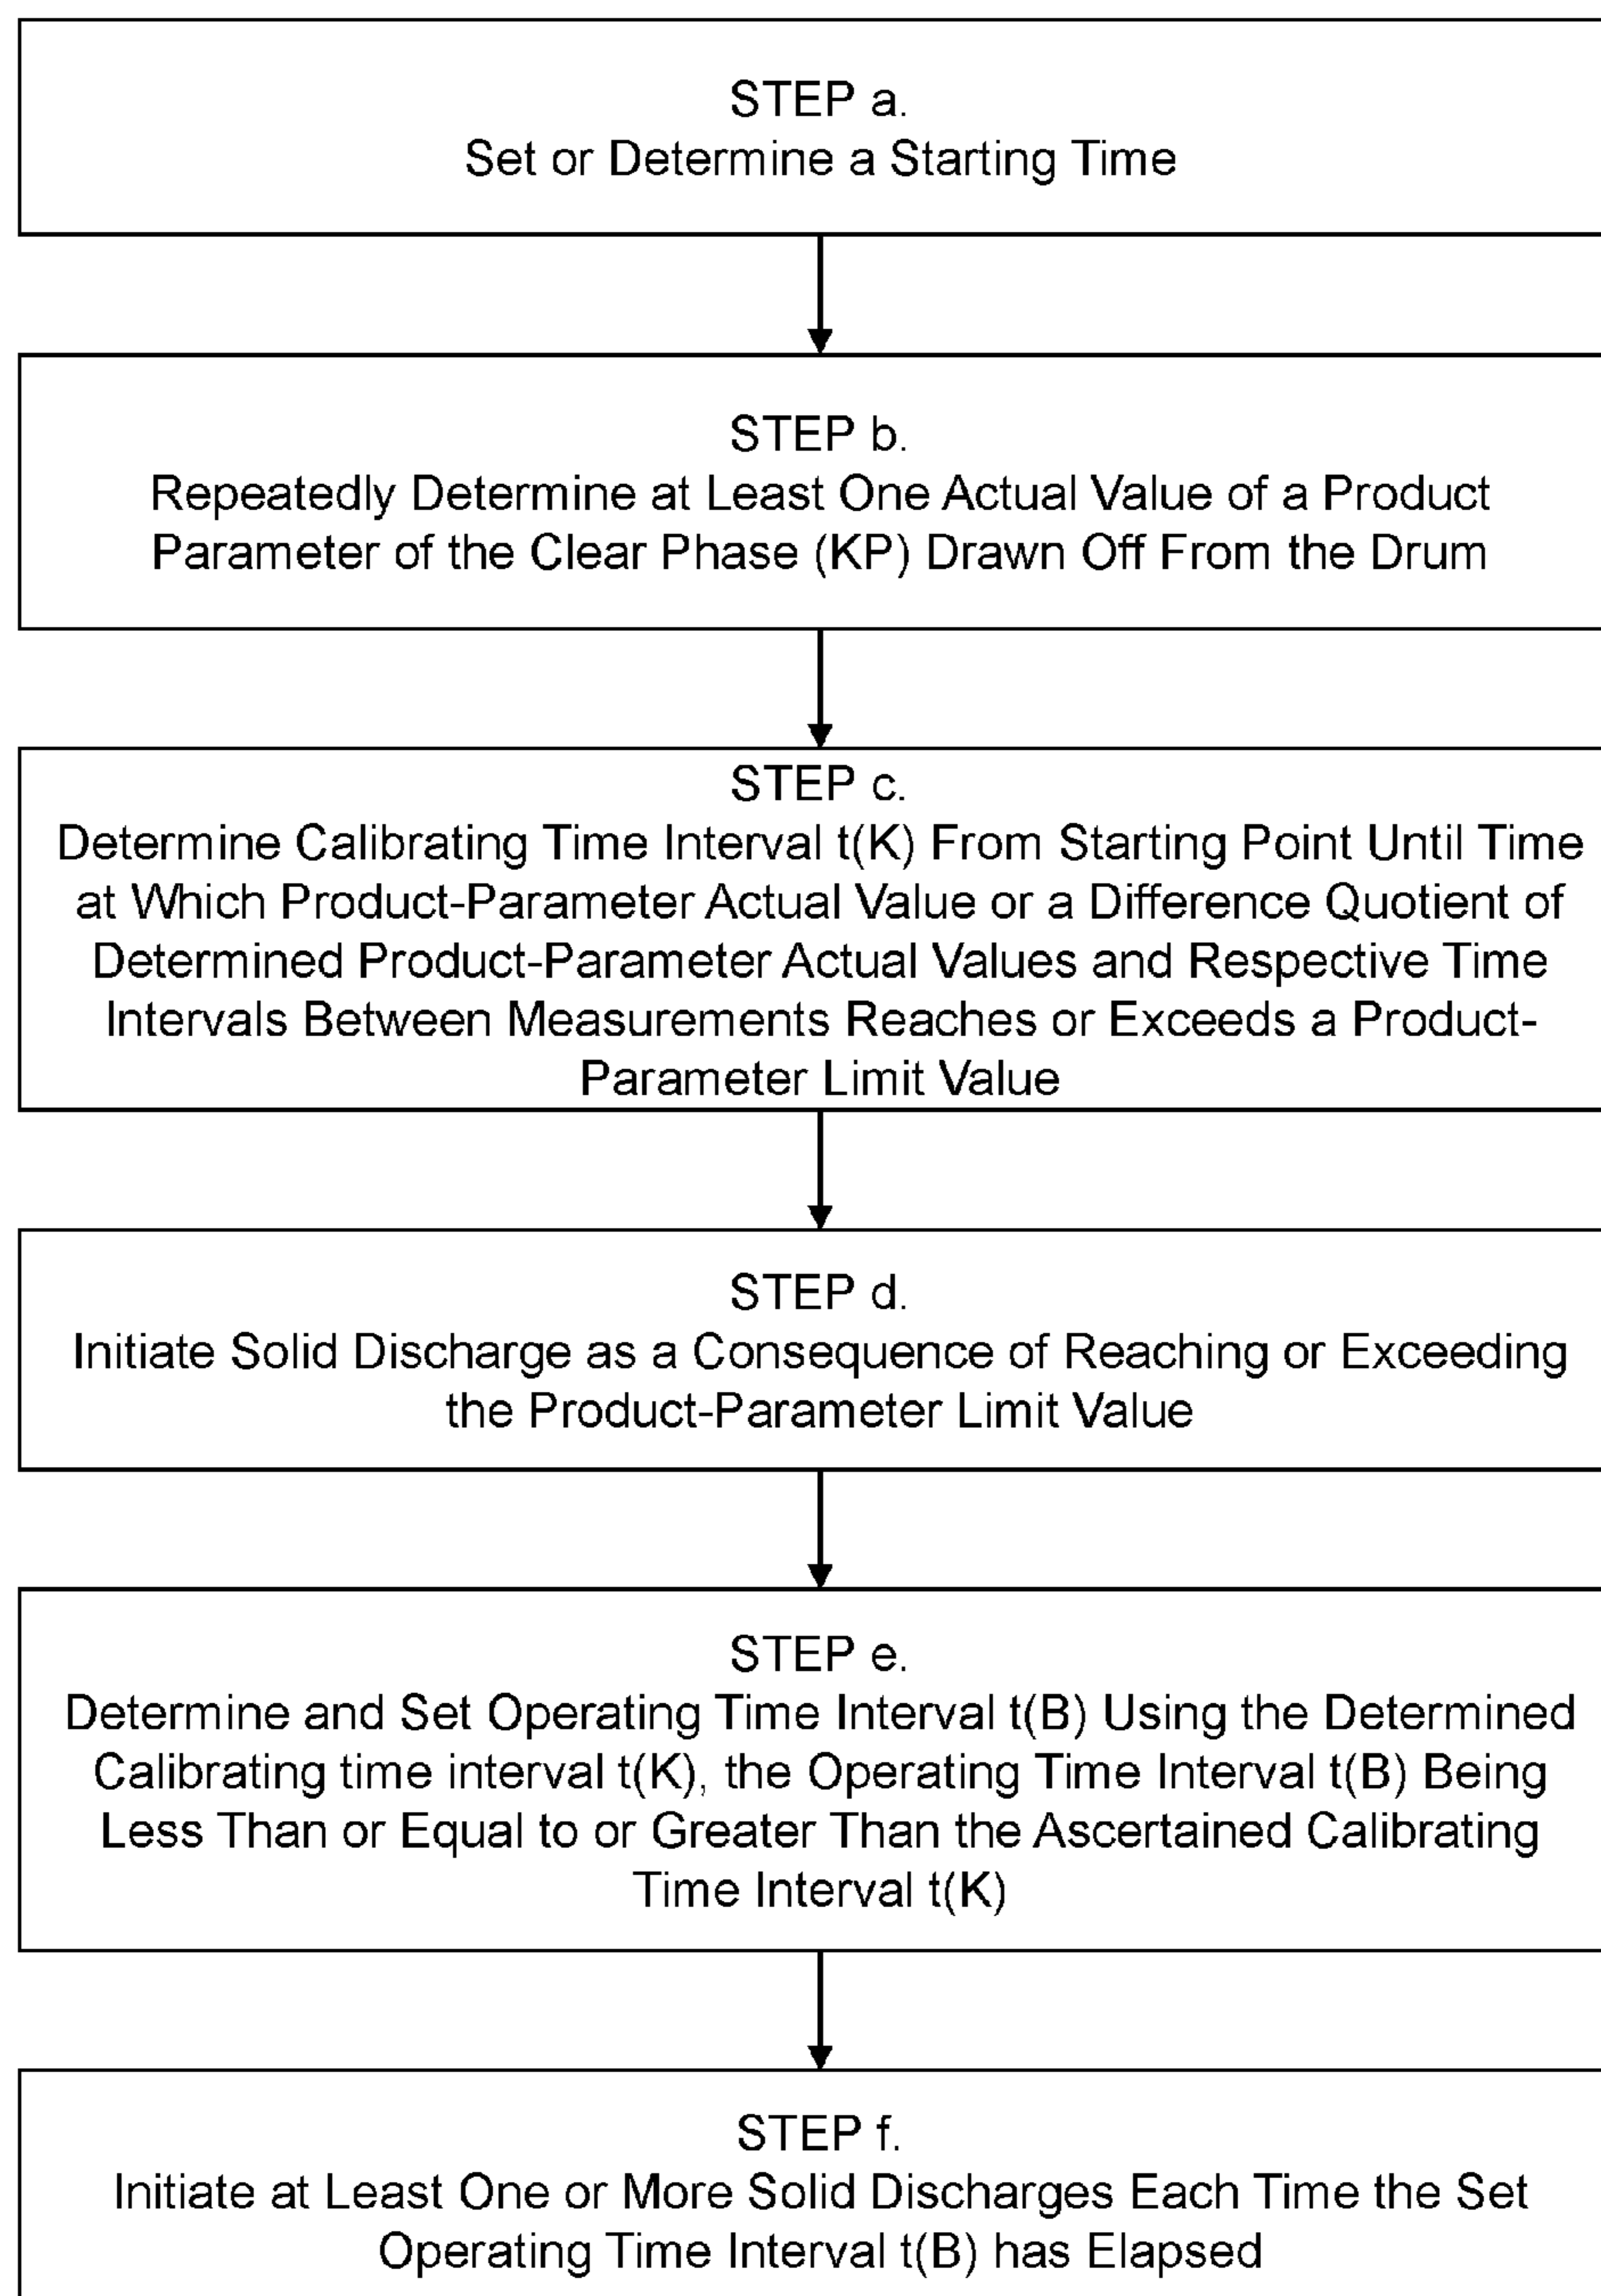 STEP a.
Set or Determine a Starting Time
STEP b.
Repeatedly Determine at Least One Actual Value of a Product
Parameter of the Clear Phase (KP) Drawn Off From the Drum
STEP c.
Determine Calibrating Time Interval t(K) From Starting Point Until Time
at Which Product-Parameter Actual Value or a Difference Quotient of
Determined Product-Parameter Actual Values and Respective Time
Intervals Between Measurements Reaches or Exceeds a Product-
Parameter Limit Value
STEP d.
Initiate Solid Discharge as a Consequence of Reaching or Exceeding
the Product-Parameter Limit Value
STEP e.
Determine and Set Operating Time Interval t(B) Using the Determined
Calibrating time interval t(K), the Operating Time Interval t(B) Being
Less Than or Equal to or Greater Than the Ascertained Calibrating
Time Interval t(K)
STEP f.
Initiate at Least One or More Solid Discharges Each Time the Set
Operating Time Interval t(B) has Elapsed